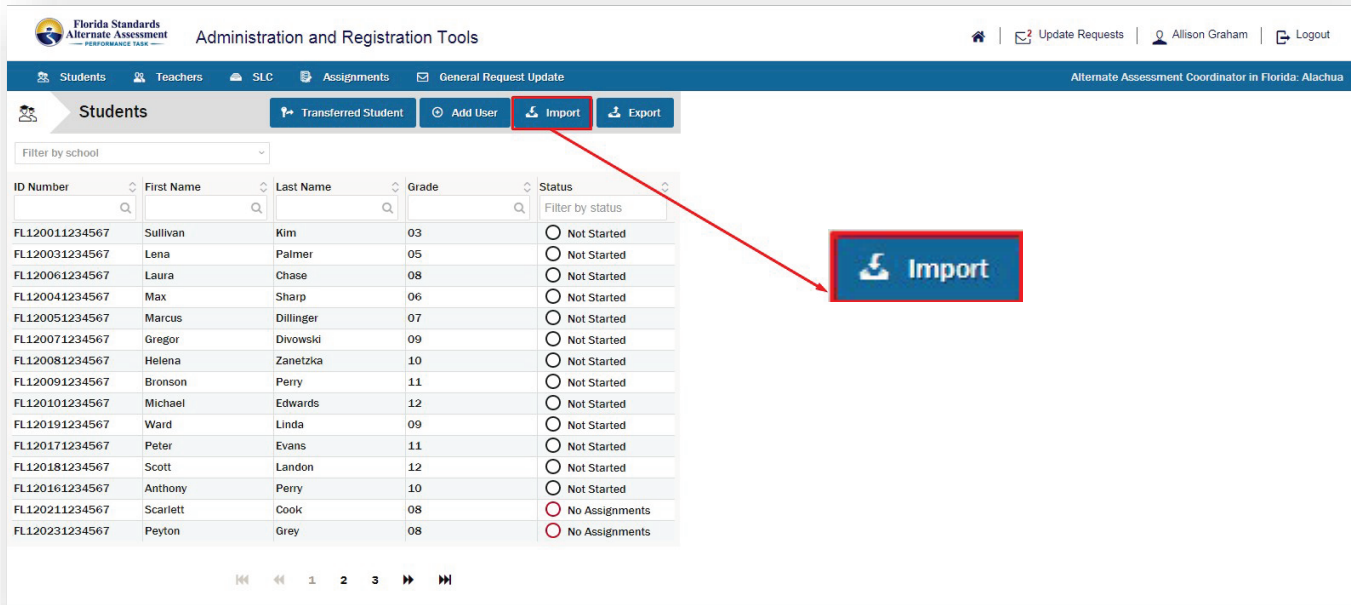 Florida Standards
Alternate Assessment
PERFORMANCE TASK
Administration and Registration Tools
2 Update Requests Allison Graham Logout
Students Teachers SLC Assignments General Request Update Alternate Assessment Coordinator in Florida: Alachua
Students Transferred Student Add User Import Export
Filter by school
ID Number First Name Last Name Grade Status
Filter by status
FL120011234567 Sullivan Kim 03 Not Started
FL120031234567 Lena Palmer 05 Not Started
FL120061234567 Laura Chase 08 Not Started
FL120041234567 Max Sharp 06 Not Started
FL120051234567 Marcus Dillinger 07 Not Started
FL120071234567 Gregor Divowski 09 Not Started
FL120081234567 Helena Zanetzka 10 Not Started
FL120091234567 Bronson Perry 11 Not Started
FL120101234567 Michael Edwards 12 Not Started
FL120191234567 Ward Linda 09 Not Started
FL120171234567 Peter Evans 11 Not Started
FL120181234567 Scott Landon 12 Not Started
FL120161234567 Anthony Perry 10 Not Started
FL120211234567 Scarlett Cook 08 No Assignments
FL120231234567 Peyton Grey 08 No Assignments
1 2 3
Import